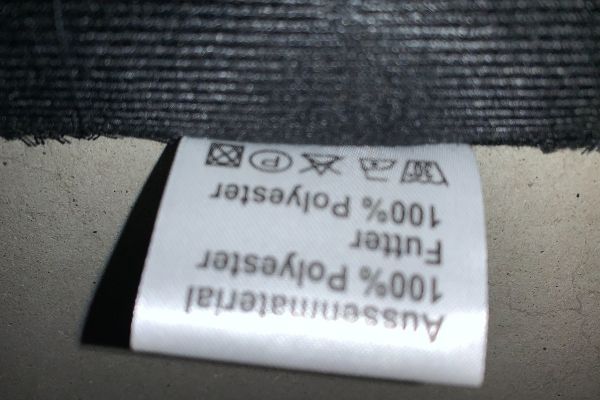 Aussenmaterial
100% Polyester
Futter
100% Polyester
P